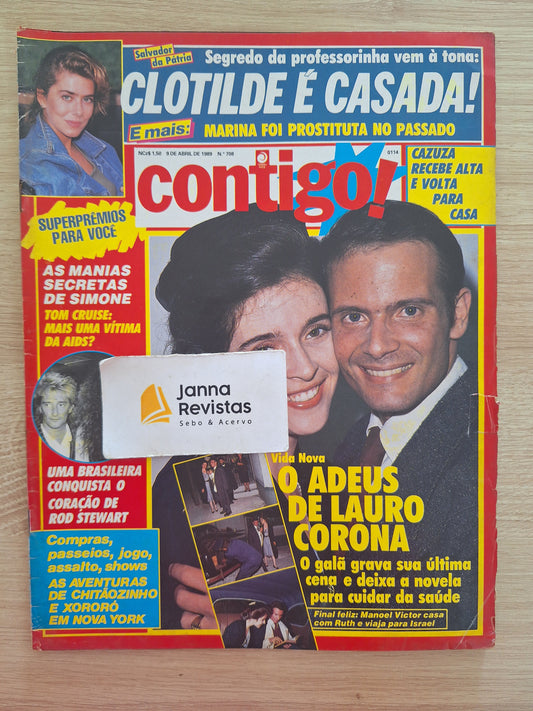 Salvador
da Pátria
Segredo da professorinha vem à tona:
CLOTILDE É CASADA!
E mais:
MARINA FOI PROSTITUTA NO PASSADO
NCz$ 1,50 9 DE ABRIL DE 1989 N.º 708
0114
contigo!
CAZUZA
RECEBE ALTA
E VOLTA
PARA
CASA
SUPERPRÊMIOS
PARA VOCÊ
AS MANIAS
SECRETAS
DE SIMONE
TOM CRUISE:
MAIS UMA VÍTIMA
DA AIDS?
Janna
Revistas
Sebo & Acervo
UMA BRASILEIRA
CONQUISTA O
CORAÇÃO DE
ROD STEWART
Compras,
passeios, jogo,
assalto, shows
AS AVENTURAS
DE CHITÃOZINHO
E XORORÓ
EM NOVA YORK
Vida Nova
O ADEUS
DE LAURO
CORONA
O galã grava sua última
cena e deixa a novela
para cuidar da saúde
Final feliz: Manoel Victor casa
com Ruth e viaja para Israel